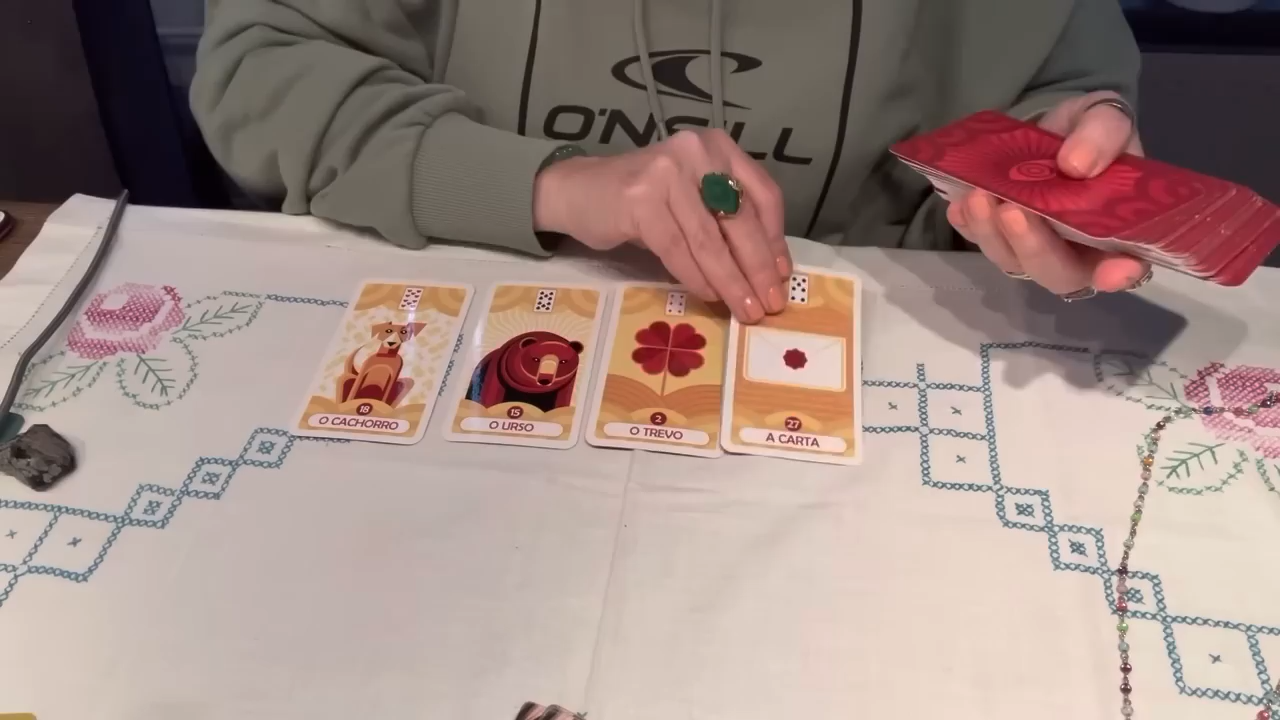 O'NEILL
18
O CACHORRO
15
O URSO
2
O TREVO
27
A CARTA